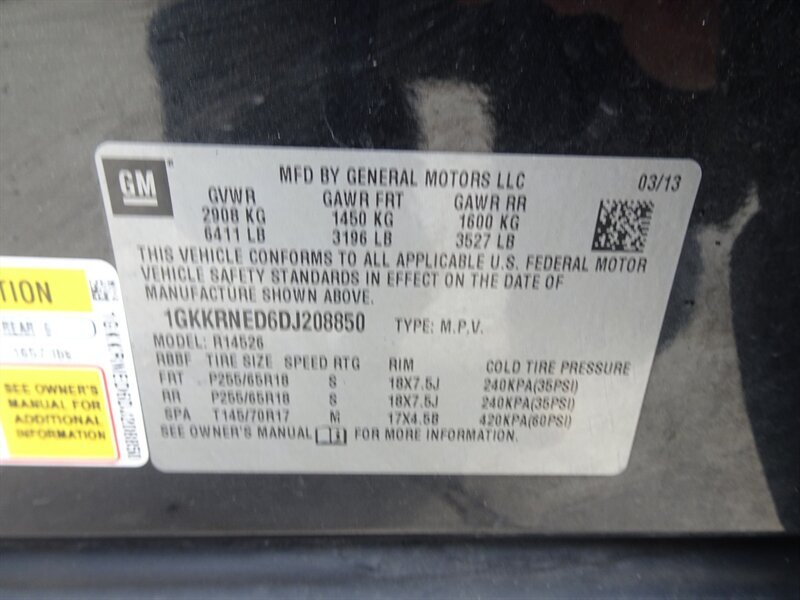 GM
MFD BY GENERAL MOTORS LLC 03/13
GVWR GAWR FRT GAWR RR
2908 KG 1450 KG 1600 KG
6411 LB 3196 LB 3527 LB
THIS VEHICLE CONFORMS TO ALL APPLICABLE U.S. FEDERAL MOTOR
VEHICLE SAFETY STANDARDS IN EFFECT ON THE DATE OF
MANUFACTURE SHOWN ABOVE.
1GKKRNED6DJ208850 TYPE: M.P.V.
MODEL: R14526
RBBF TIRE SIZE SPEED RTG RIM COLD TIRE PRESSURE
FRT P255/65R18 S 18X7.5J 240KPA(35PSI)
RR P255/65R18 S 18X7.5J 240KPA(35PSI)
SPA T145/70R17 M 17X4.5B 420KPA(60PSI)
SEE OWNER'S MANUAL FOR MORE INFORMATION.
TION
REAR
SEE OWNER'S
MANUAL FOR
ADDITIONAL
INFORMATION
1GKKRNED6DJ208850